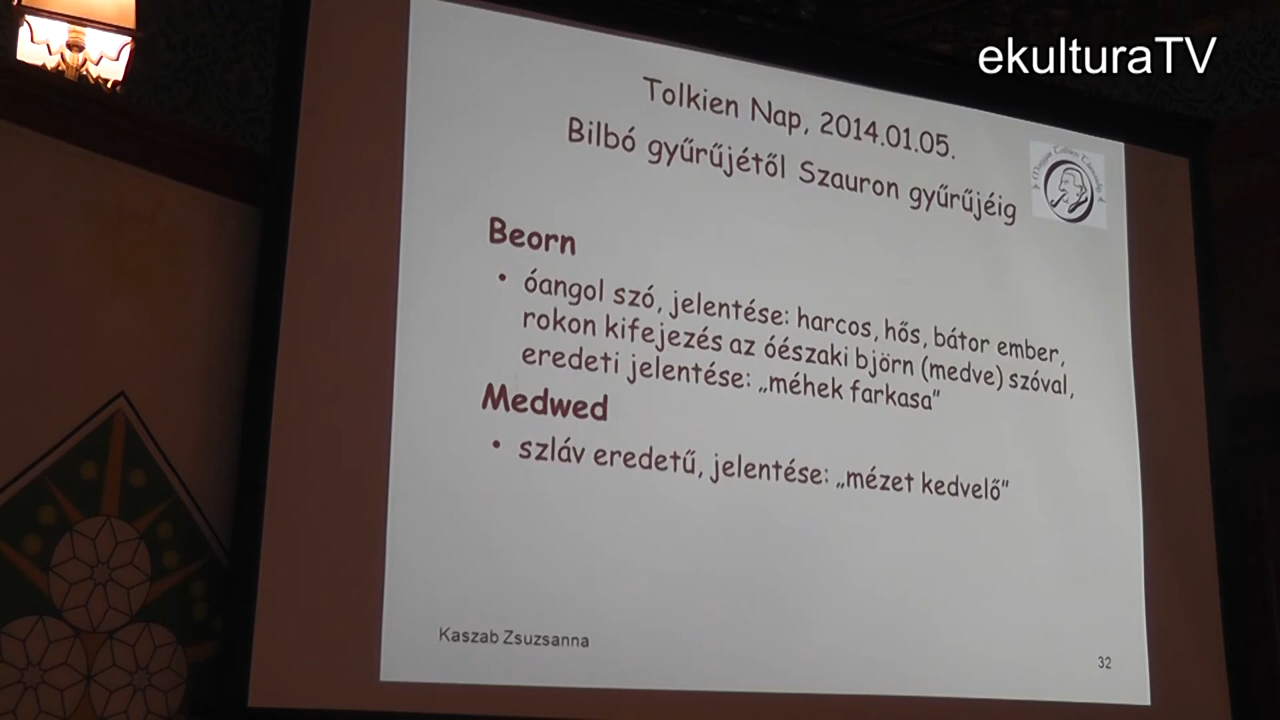 ekulturaTV
Tolkien Nap, 2014.01.05.
Bilbó gyűrűjétől Szauron gyűrűjéig
Beorn
• óangol szó, jelentése: harcos, hős, bátor ember,
rokon kifejezés az óészaki björn (medve) szóval,
eredeti jelentése: „méhek farkasa”
Medwed
• szláv eredetű, jelentése: „mézet kedvelő”
Kaszab Zsuzsanna
32